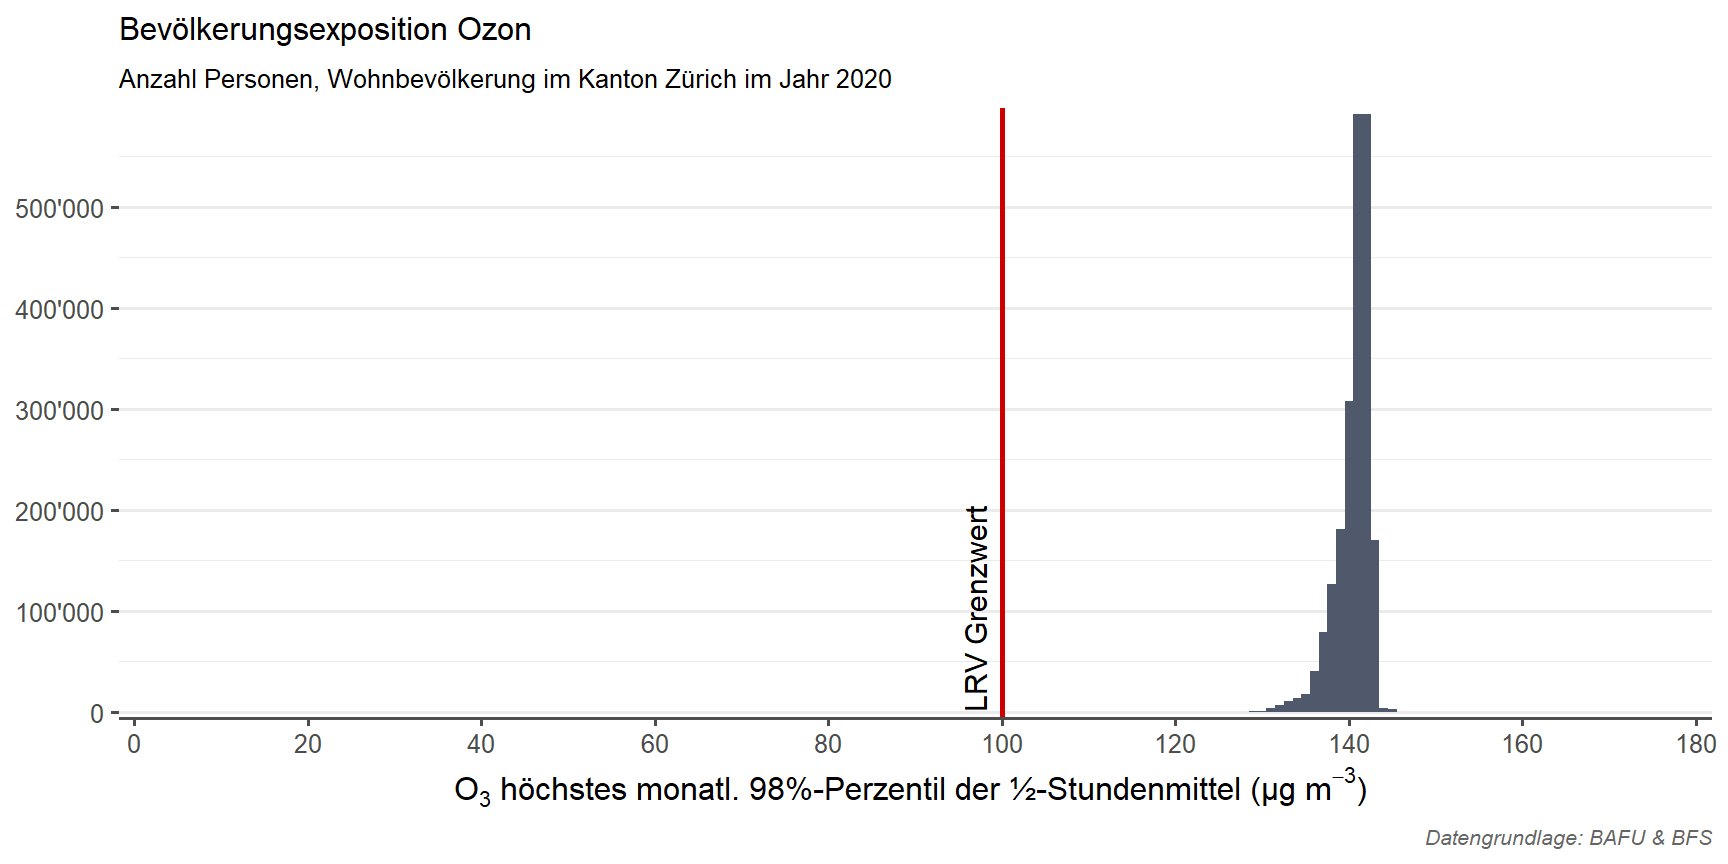 Bevölkerungsexposition Ozon
Anzahl Personen, Wohnbevölkerung im Kanton Zürich im Jahr 2020
500'000
400'000
300'000
200'000
100'000
0
LRV Grenzwert
0 20 40 60 80 100 120 140 160 180
O₃ höchstes monatl. 98%-Perzentil der ½-Stundenmittel (µg m⁻³)
Datengrundlage: BAFU & BFS